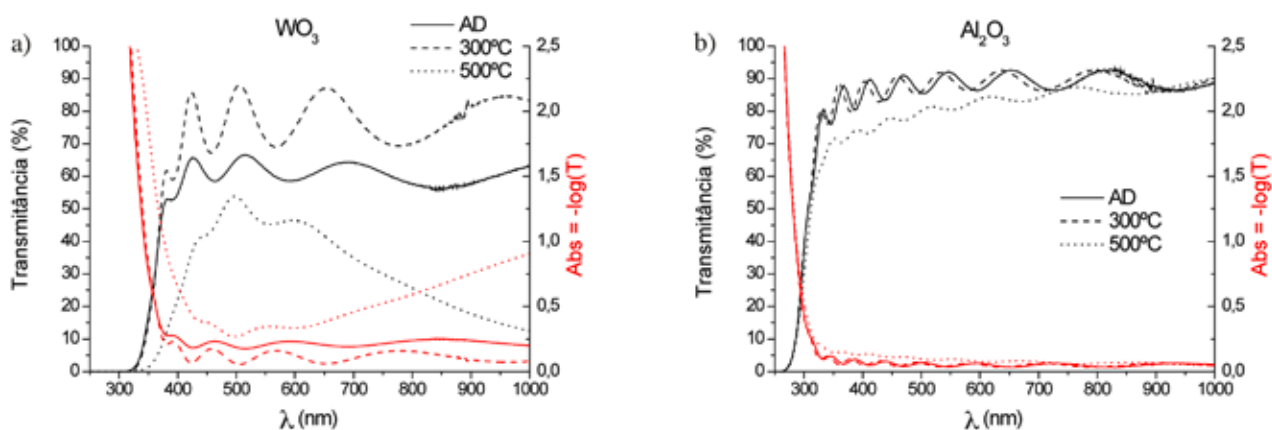 a)
WO3
AD
300ºC
500ºC
100
90
80
70
60
50
40
30
20
10
0
Transmitância (%)
2,5
2,0
1,5
1,0
0,5
0,0
Abs = -log(T)
300 400 500 600 700 800 900 1000
λ (nm)
b)
Al2O3
AD
300ºC
500ºC
100
90
80
70
60
50
40
30
20
10
0
Transmitância (%)
2,5
2,0
1,5
1,0
0,5
0,0
Abs = -log(T)
300 400 500 600 700 800 900 1000
λ (nm)